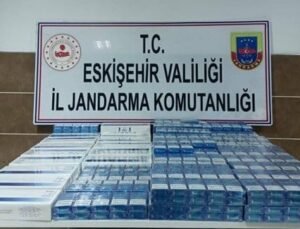 T.C.
ESKİŞEHİR VALİLİĞİ
İL JANDARMA KOMUTANLIĞI